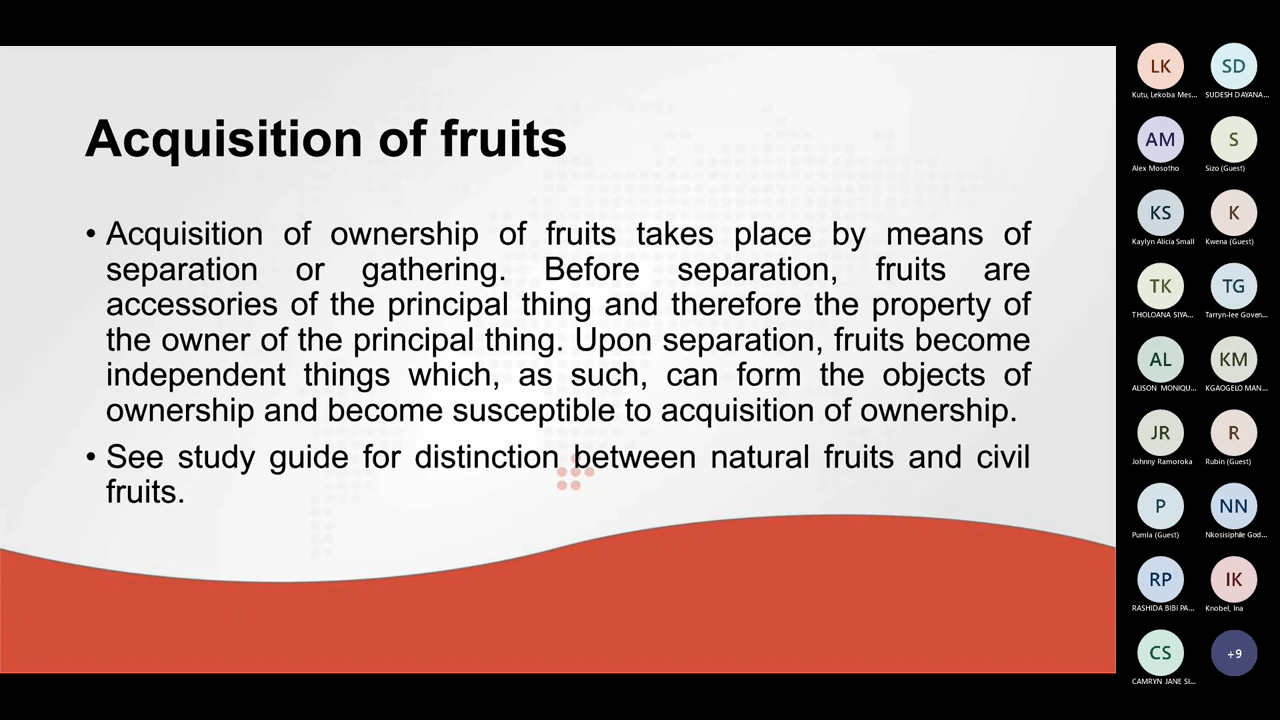 Acquisition of fruits
• Acquisition of ownership of fruits takes place by means of
separation or gathering. Before separation, fruits are
accessories of the principal thing and therefore the property of
the owner of the principal thing. Upon separation, fruits become
independent things which, as such, can form the objects of
ownership and become susceptible to acquisition of ownership.
• See study guide for distinction between natural fruits and civil
fruits.
LK SD
Kutu, Lekoba Mes... SUDESH DAYANA...
AM S
Alex Mosotho Sizo (Guest)
KS K
Kaylyn Alicia Small Kwena (Guest)
TK TG
THOLOANA SIYA... Tarryn-lee Goven...
AL KM
ALISON MONIQU... KGAOGELO MAN...
JR R
Johnny Ramoroka Rubin (Guest)
P NN
Pumla (Guest) Nkosisiphile God...
RP IK
RASHIDA BIBI PA... Knobel, Ina
CS +9
CAMRYN JANE SI...